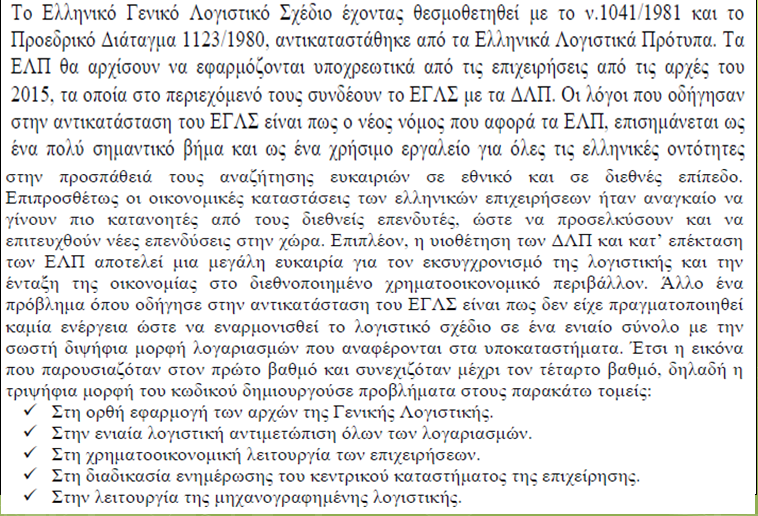 Το Ελληνικό Γενικό Λογιστικό Σχέδιο έχοντας θεσμοθετηθεί με το ν.1041/1981 και το
Προεδρικό Διάταγμα 1123/1980, αντικαταστάθηκε από τα Ελληνικά Λογιστικά Πρότυπα. Τα
ΕΛΠ θα αρχίσουν να εφαρμόζονται υποχρεωτικά από τις επιχειρήσεις από τις αρχές του
2015, τα οποία στο περιεχόμενό τους συνδέουν το ΕΓΛΣ με τα ΔΛΠ. Οι λόγοι που οδήγησαν
στην αντικατάσταση του ΕΓΛΣ είναι πως ο νέος νόμος που αφορά τα ΕΛΠ, επισημάνεται ως
ένα πολύ σημαντικό βήμα και ως ένα χρήσιμο εργαλείο για όλες τις ελληνικές οντότητες
στην προσπάθειά τους αναζήτησης ευκαιριών σε εθνικό και σε διεθνές επίπεδο.
Επιπροσθέτως οι οικονομικές καταστάσεις των ελληνικών επιχειρήσεων ήταν αναγκαίο να
γίνουν πιο κατανοητές από τους διεθνείς επενδυτές, ώστε να προσελκύσουν και να
επιτευχθούν νέες επενδύσεις στην χώρα. Επιπλέον, η υιοθέτηση των ΔΛΠ και κατ’ επέκταση
των ΕΛΠ αποτελεί μια μεγάλη ευκαιρία για τον εκσυγχρονισμό της λογιστικής και την
ένταξη της οικονομίας στο διεθνοποιημένο χρηματοοικονομικό περιβάλλον. Άλλο ένα
πρόβλημα όπου οδήγησε στην αντικατάσταση του ΕΓΛΣ είναι πως δεν είχε πραγματοποιηθεί
καμία ενέργεια ώστε να εναρμονισθεί το λογιστικό σχέδιο σε ένα ενιαίο σύνολο με την
σωστή διψήφια μορφή λογαριασμών που αναφέρονται στα υποκαταστήματα. Έτσι η εικόνα
που παρουσιαζόταν στον πρώτο βαθμό και συνεχιζόταν μέχρι τον τέταρτο βαθμό, δηλαδή η
τριψήφια μορφή του κωδικού δημιουργούσε προβλήματα στους παρακάτω τομείς:
✓ Στη ορθή εφαρμογή των αρχών της Γενικής Λογιστικής.
✓ Στην ενιαία λογιστική αντιμετώπιση όλων των λογαριασμών.
✓ Στη χρηματοοικονομική λειτουργία των επιχειρήσεων.
✓ Στη διαδικασία ενημέρωσης του κεντρικού καταστήματος της επιχείρησης.
✓ Στην λειτουργία της μηχανογραφημένης λογιστικής.